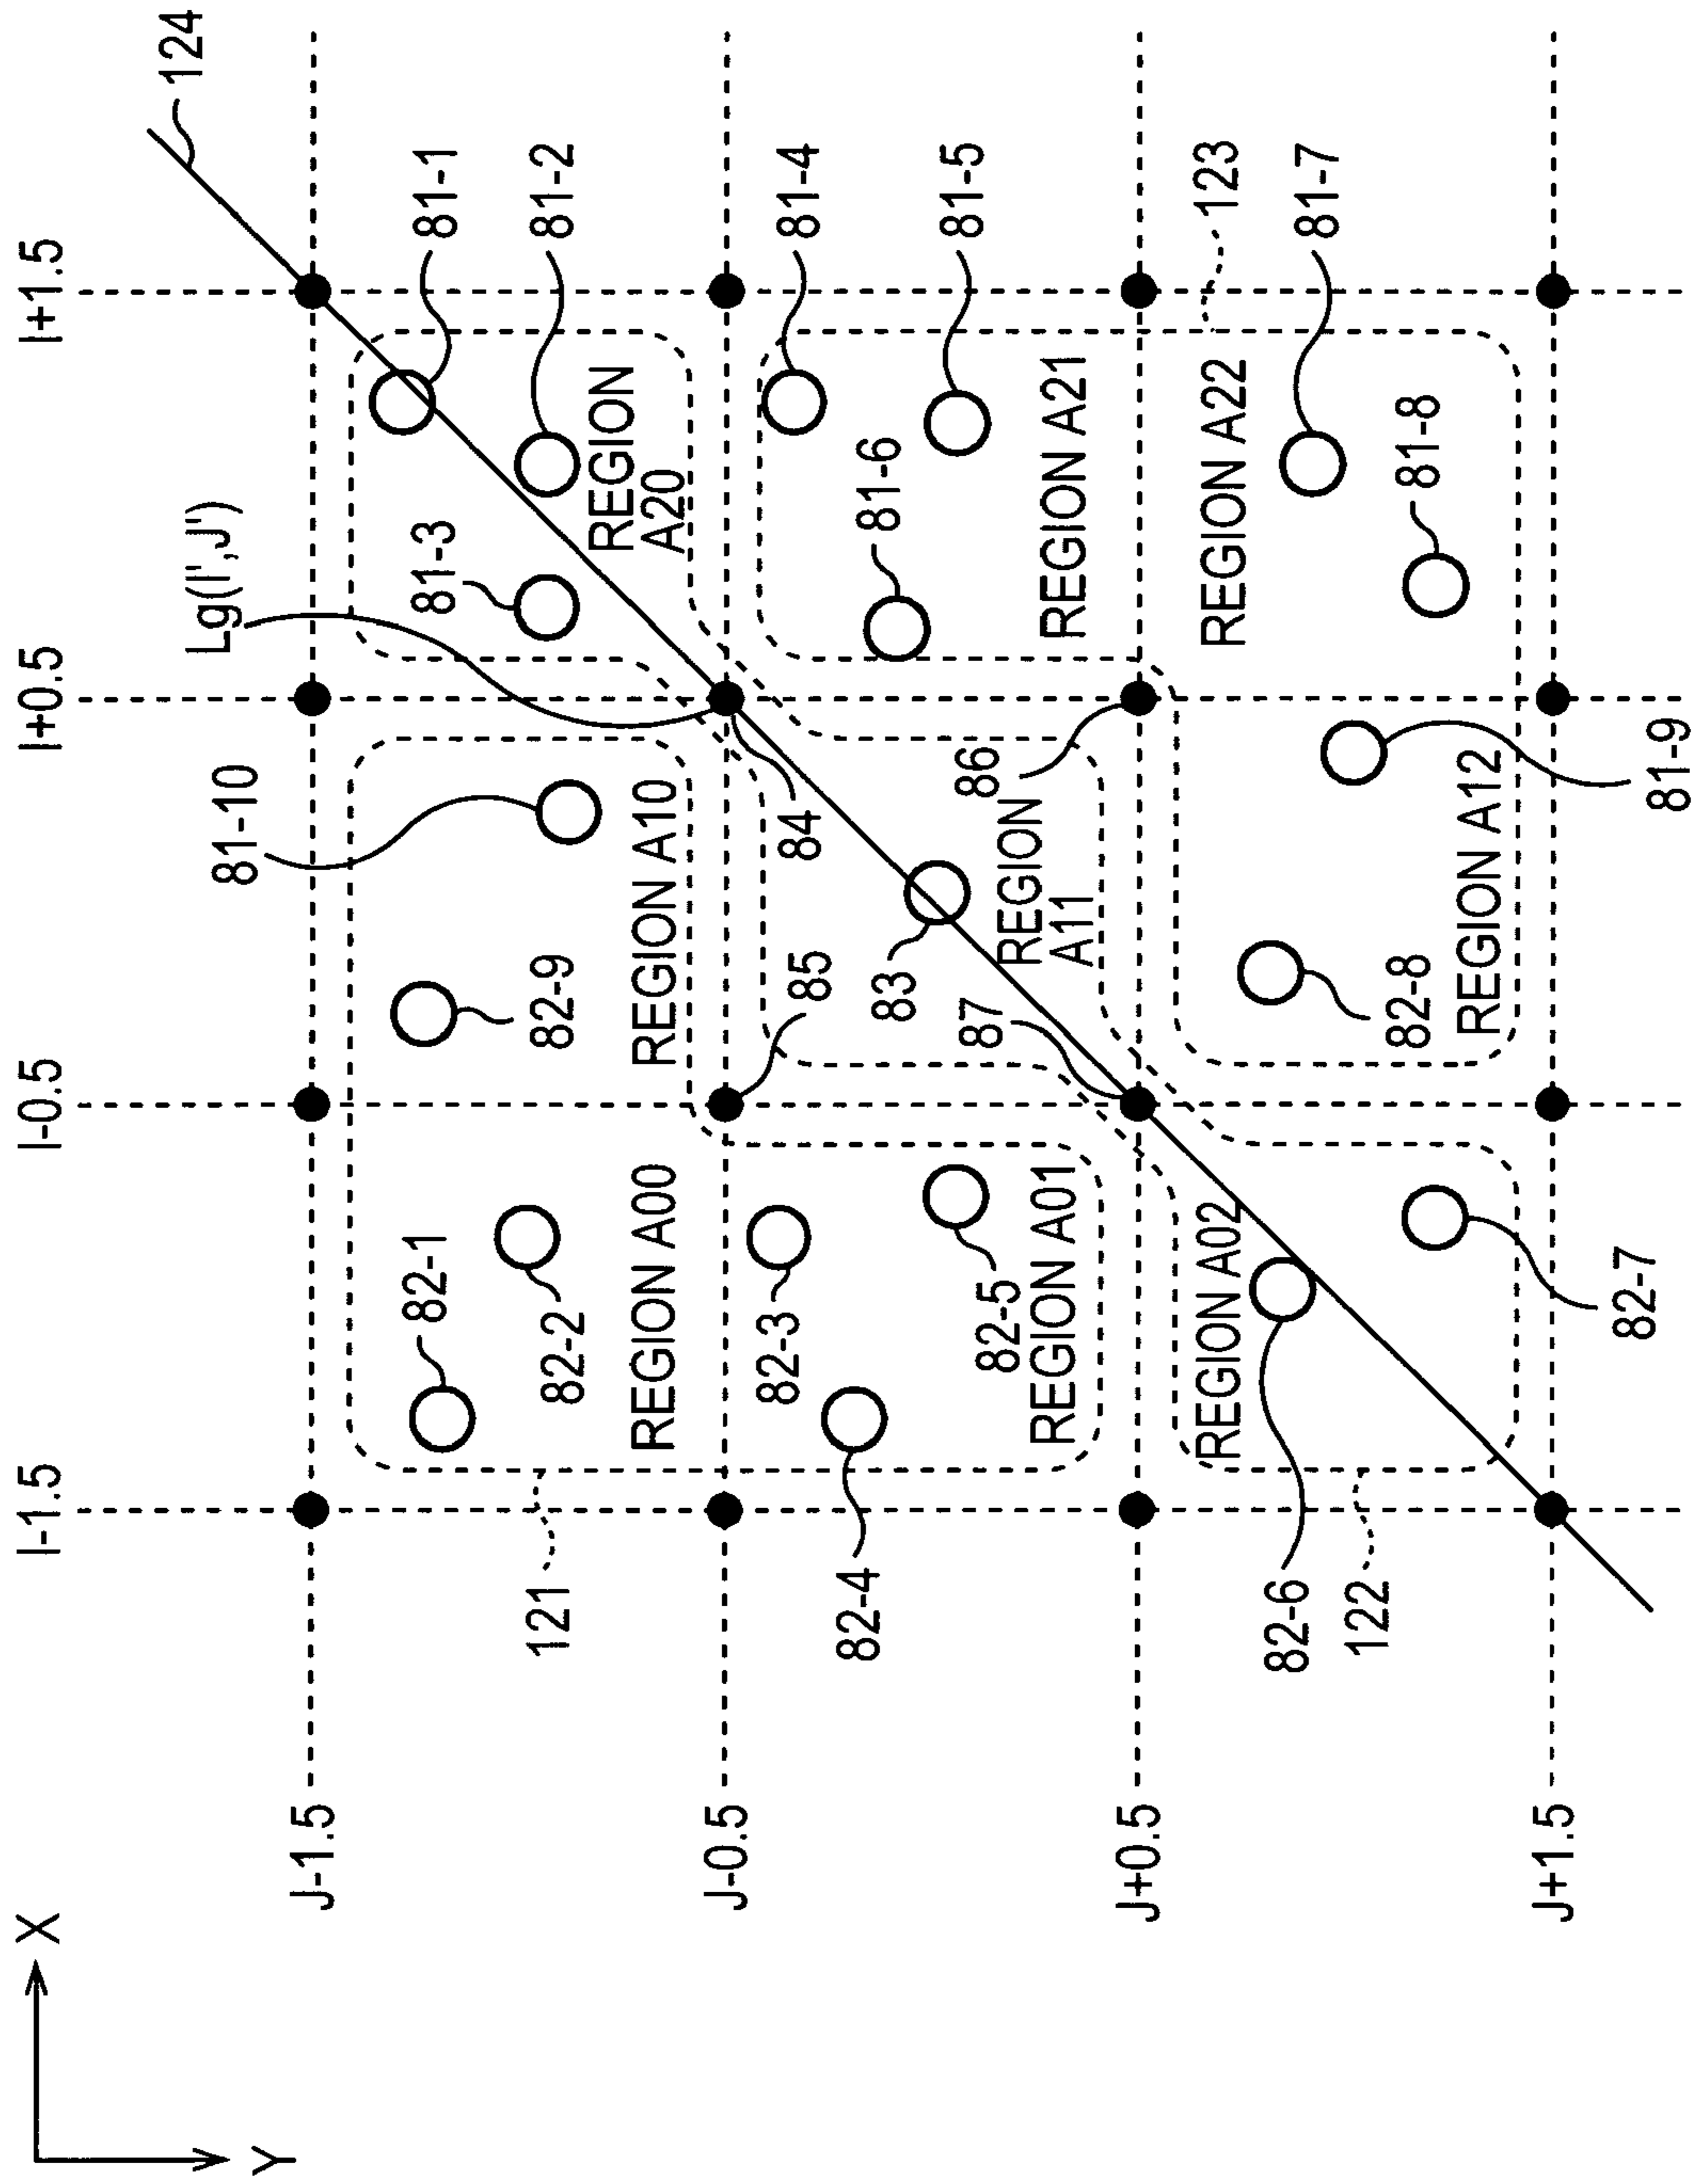 X
I-1.5
I-0.5
I+0.5
I+1.5
Y
81-10
Lg(I',J')
124
J-1.5
82-1
81-3
81-1
121
82-2
82-9
81-2
REGION A00
REGION A10
REGION
A20
J-0.5
82-3
85
84
81-4
82-4
83
81-6
82-5
87
86
81-5
REGION A01
REGION
A11
REGION A21
J+0.5
REGION A02
REGION A22
123
82-6
81-7
122
82-8
81-8
REGION A12
J+1.5
82-7
81-9